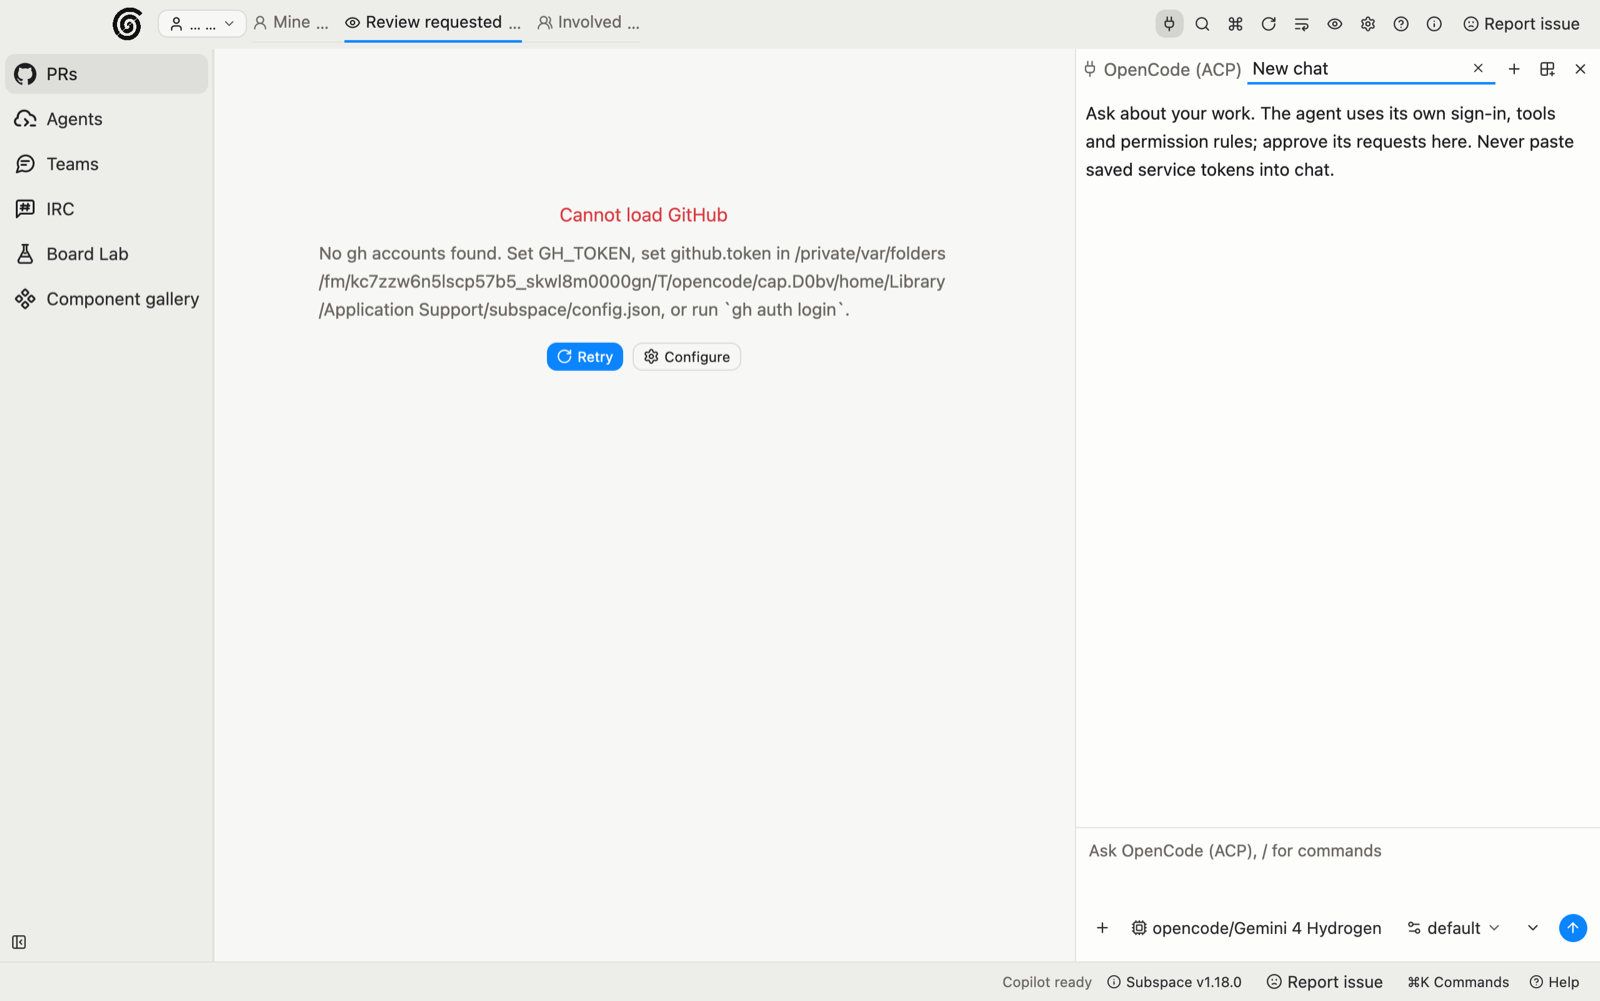 ... ...
Mine ...
Review requested ...
Involved ...
Report issue
PRs
Agents
Teams
IRC
Board Lab
Component gallery
Cannot load GitHub
No gh accounts found. Set GH_TOKEN, set github.token in /private/var/folders
/fm/kc7zzw6n5lscp57b5_skwl8m0000gn/T/opencode/cap.D0bv/home/Library
/Application Support/subspace/config.json, or run `gh auth login`.
Retry
Configure
OpenCode (ACP)
New chat
Ask about your work. The agent uses its own sign-in, tools
and permission rules; approve its requests here. Never paste
saved service tokens into chat.
Ask OpenCode (ACP), / for commands
opencode/Gemini 4 Hydrogen
default
Copilot ready
Subspace v1.18.0
Report issue
⌘K Commands
Help